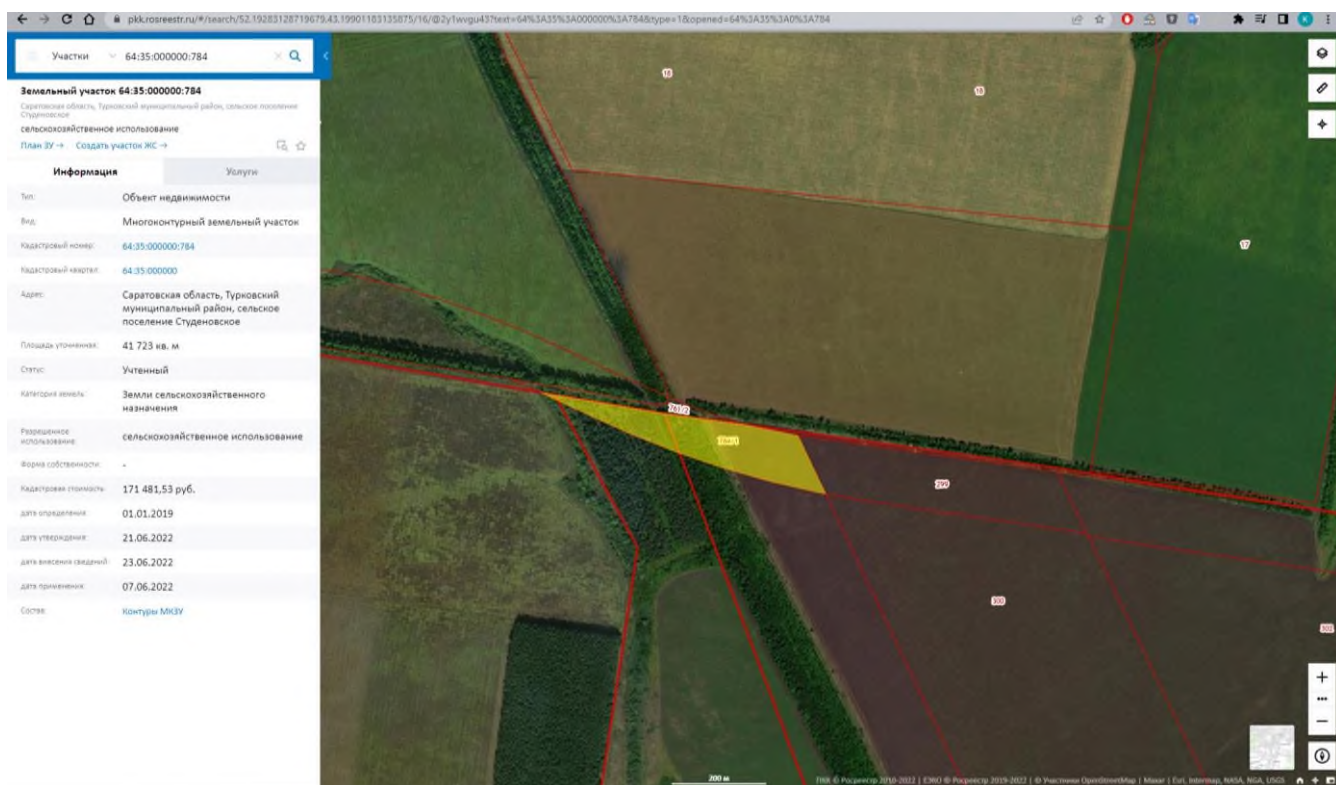 pkk.rosreestr.ru/#/search/52.19283128719679,43.19901183135875/16/@2y1wvgu43?text=64%3A35%3A000000%3A784&type=1&opened=64%3A35%3A0%3A784
Участки
64:35:000000:784
Земельный участок 64:35:000000:784
Саратовская область, Турковский муниципальный район, сельское поселение
Студеновское
сельскохозяйственное использование
План ЗУ → Создать участок ЖС →
Информация
Услуги
Тип: Объект недвижимости
Вид: Многоконтурный земельный участок
Кадастровый номер: 64:35:000000:784
Кадастровый квартал: 64:35:000000
Адрес: Саратовская область, Турковский
муниципальный район, сельское
поселение Студеновское
Площадь уточненная: 41 723 кв. м
Статус: Учтенный
Категория земель: Земли сельскохозяйственного
назначения
Разрешенное
использование: сельскохозяйственное использование
Форма собственности: -
Кадастровая стоимость: 171 481,53 руб.
дата определения: 01.01.2019
дата утверждения: 21.06.2022
дата внесения сведений: 23.06.2022
дата применения: 07.06.2022
Состав: Контуры МКЗУ
18
18
17
784/1
299
300
302
200 м
ПКК © Росреестр 2010-2022 | ЕЭКО © Росреестр 2019-2022 | © Участники OpenStreetMap | Maxar | Esri, Intermap, NASA, NGA, USGS